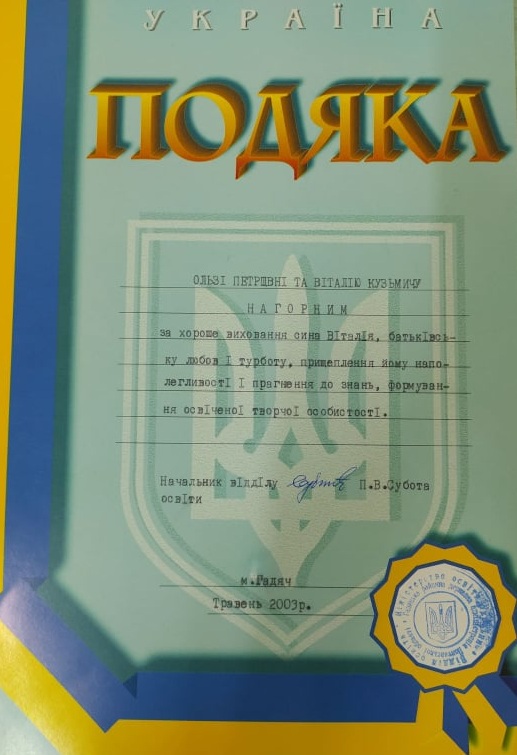 УКРАЇНА
ПОДЯКА
ОЛЬЗІ ПЕТРІВНІ ТА ВІТАЛІЮ КУЗЬМИЧУ
НАГОРНИМ
за хороше виховання сина Віталія, батьківсь-
ку любов і турботу, прищеплення йому напо-
легливості і прагнення до знань, формуван-
ня освіченої творчої особистості.
Начальник відділу П.В.Субота
освіти
м.Гадяч
Травень 2003р.